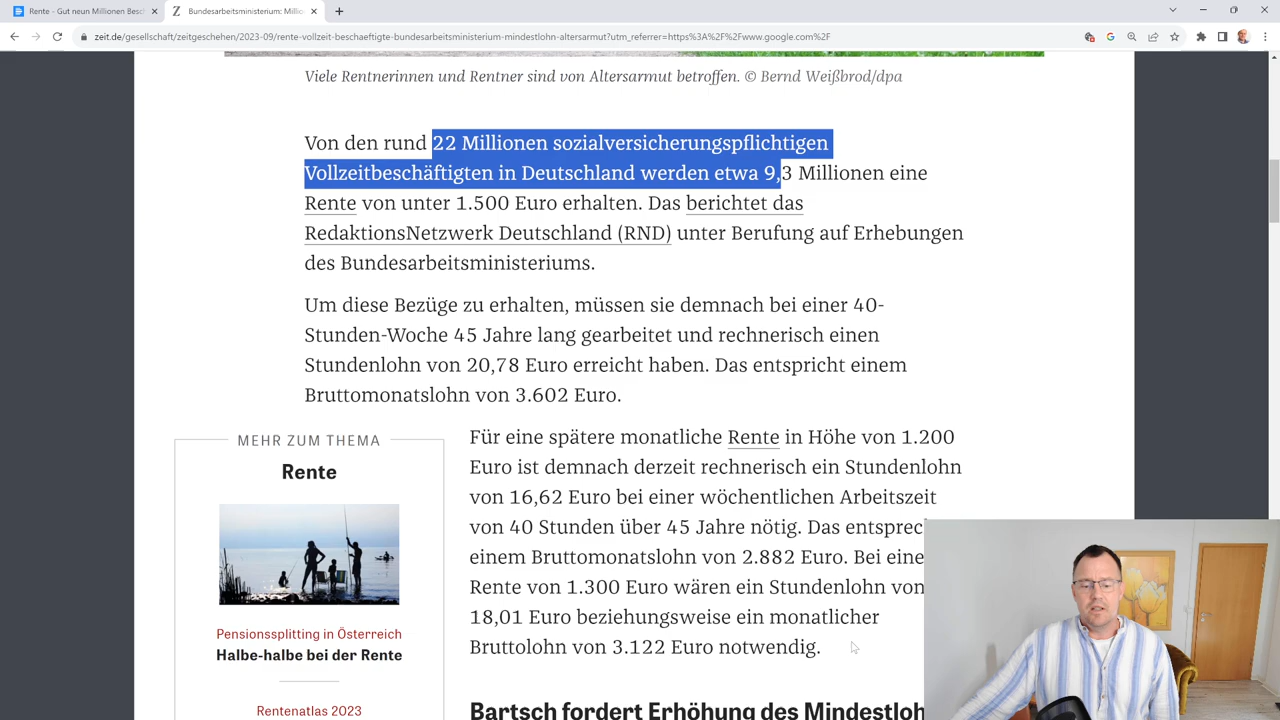 Rente - Gut neun Millionen Besch
Bundesarbeitsministerium: Millio
zeit.de/gesellschaft/zeitgeschehen/2023-09/rente-vollzeit-beschaeftigte-bundesarbeitsministerium-mindestlohn-altersarmut?utm_referrer=https%3A%2F%2Fwww.google.com%2F
Viele Rentnerinnen und Rentner sind von Altersarmut betroffen. © Bernd Weißbrod/dpa
Von den rund 22 Millionen sozialversicherungspflichtigen
Vollzeitbeschäftigten in Deutschland werden etwa 9,3 Millionen eine
Rente von unter 1.500 Euro erhalten. Das berichtet das
RedaktionsNetzwerk Deutschland (RND) unter Berufung auf Erhebungen
des Bundesarbeitsministeriums.
Um diese Bezüge zu erhalten, müssen sie demnach bei einer 40-
Stunden-Woche 45 Jahre lang gearbeitet und rechnerisch einen
Stundenlohn von 20,78 Euro erreicht haben. Das entspricht einem
Bruttomonatslohn von 3.602 Euro.
MEHR ZUM THEMA
Rente
Pensionssplitting in Österreich
Halbe-halbe bei der Rente
Rentenatlas 2023
Für eine spätere monatliche Rente in Höhe von 1.200
Euro ist demnach derzeit rechnerisch ein Stundenlohn
von 16,62 Euro bei einer wöchentlichen Arbeitszeit
von 40 Stunden über 45 Jahre nötig. Das entsprec
einem Bruttomonatslohn von 2.882 Euro. Bei eine
Rente von 1.300 Euro wären ein Stundenlohn von
18,01 Euro beziehungsweise ein monatlicher
Bruttolohn von 3.122 Euro notwendig.
Bartsch fordert Erhöhung des Mindestloh